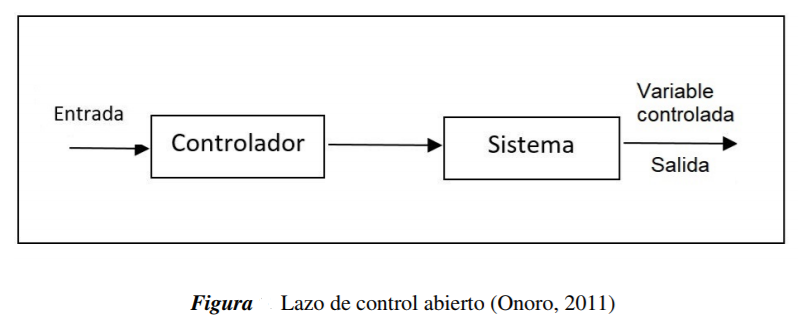 Entrada
Controlador
Sistema
Variable
controlada
Salida
Figura Lazo de control abierto (Onoro, 2011)